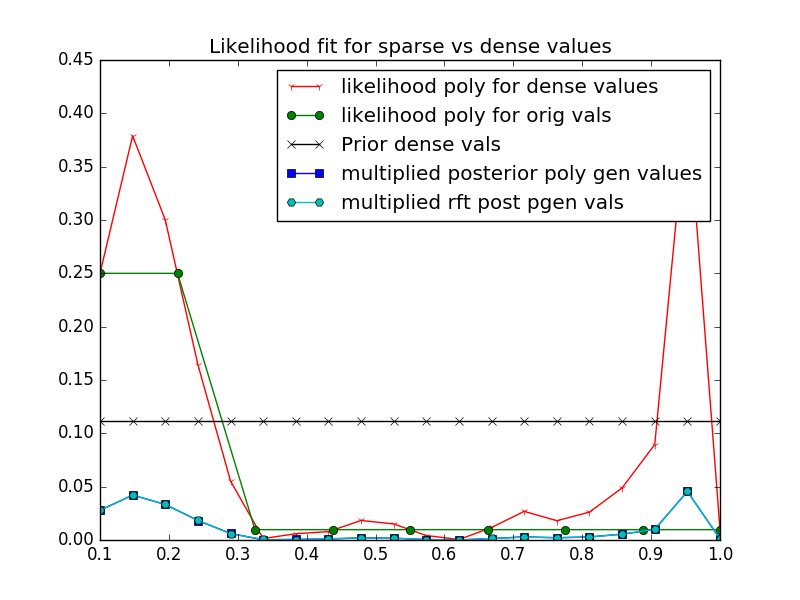 Likelihood fit for sparse vs dense values
0.45
0.40
0.35
0.30
0.25
0.20
0.15
0.10
0.05
0.00
likelihood poly for dense values
likelihood poly for orig vals
Prior dense vals
multiplied posterior poly gen values
multiplied rft post pgen vals
0.1 0.2 0.3 0.4 0.5 0.6 0.7 0.8 0.9 1.0